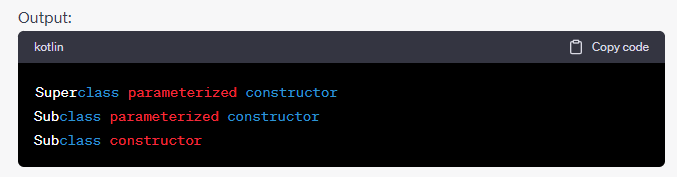 Output:
kotlin Copy code
Superclass parameterized constructor
Subclass parameterized constructor
Subclass constructor